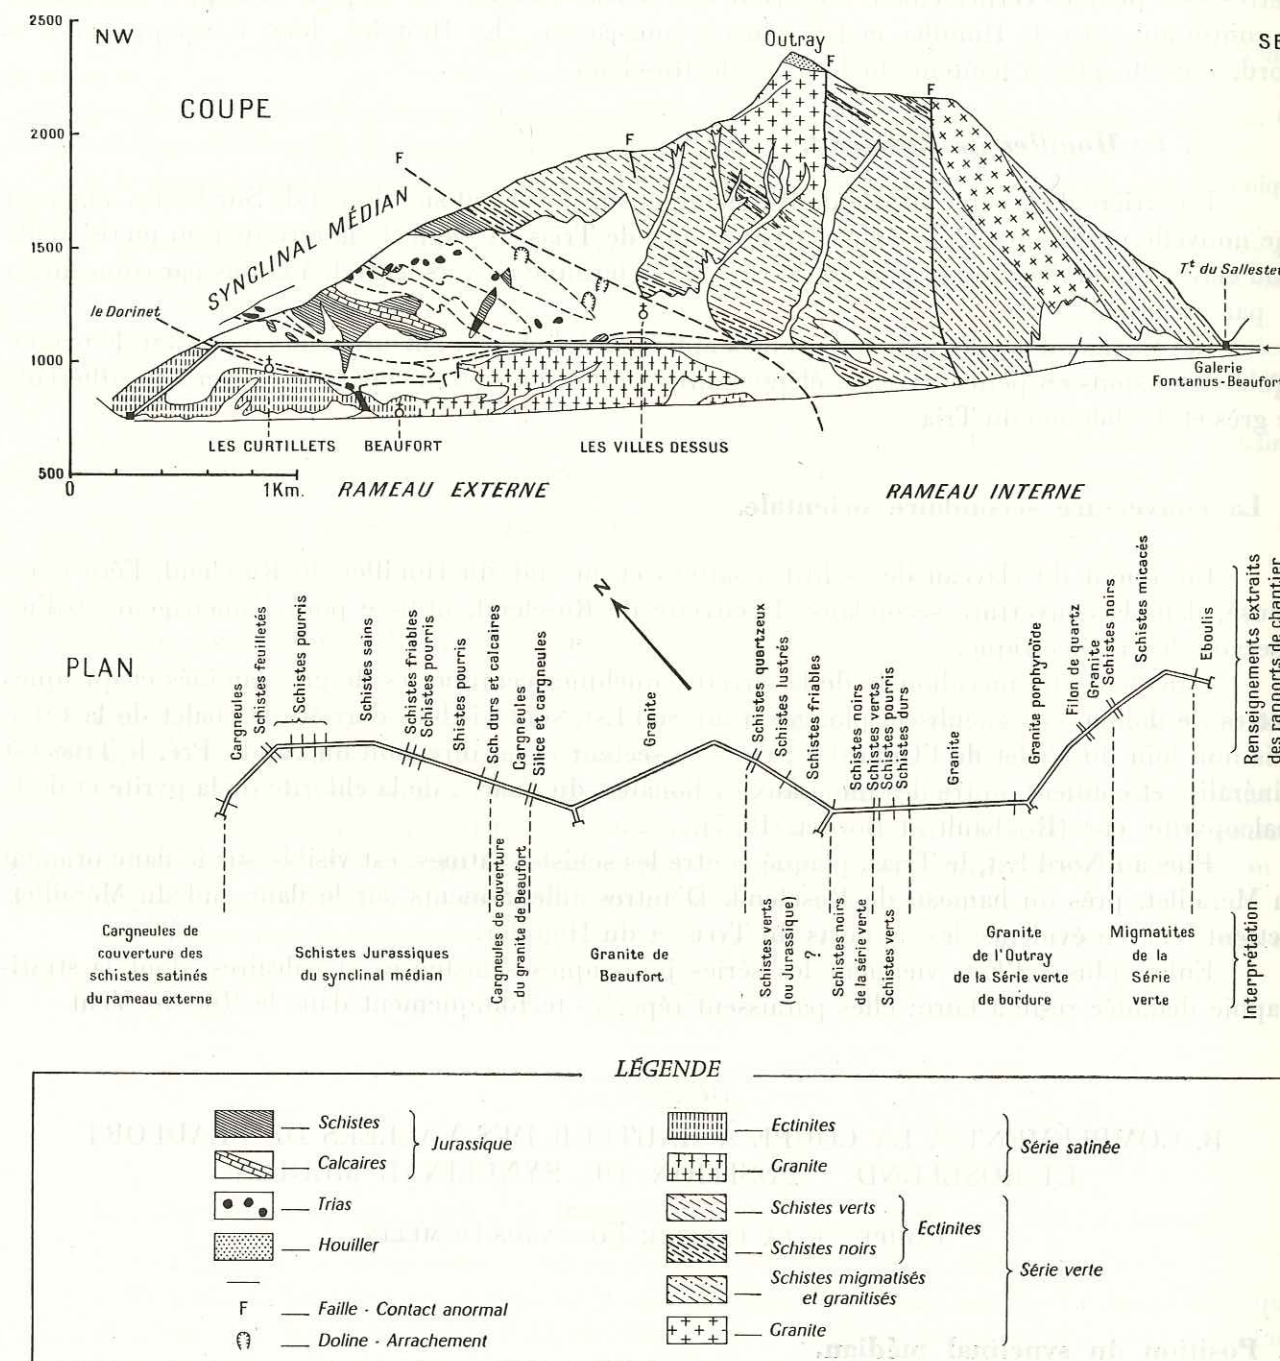 2500
NW
Outray
F
SE
COUPE
F
2000
F
F
SYNCLINAL MÉDIAN
1500
Tt du Sallestet
le Dorinet
1000
Galerie
Fontanus-Beaufort
LES CURTILLETS
BEAUFORT
LES VILLES DESSUS
500
0
1Km.
RAMEAU EXTERNE
RAMEAU INTERNE
PLAN
N
Cargneules
Schistes feuilletés
Schistes pourris
Schistes sains
Schistes friables
Schistes pourris
Shistes pourris
Sch. durs et calcaires
Cargneules
Silice et cargneules
Granite
Schistes quartzeux
Schistes lustrés
Schistes friables
Schistes noirs
Schistes verts
Schistes pourris
Schistes durs
Granite
Granite porphyroïde
Filon de quartz
Granite
Schistes noirs
Schistes micacés
Eboulis
Renseignements extraits
des rapports de chantier
Cargneules de
couverture des
schistes satinés
du rameau externe
Schistes Jurassiques
du synclinal médian
Cargneules de couverture
du granite de Beaufort
Granite de
Beaufort
Schistes verts
(ou Jurassique)
?
Schistes noirs
de la série verte
Schistes verts
Granite
de l'Outray
de la Série verte
de bordure
Migmatites
de la
Série
verte
Interprétation
LÉGENDE
Schistes
Calcaires
Jurassique
Trias
Houiller
F
Faille - Contact anormal
Doline - Arrachement
Ectinites
Granite
Série satinée
Schistes verts
Schistes noirs
Ectinites
Schistes migmatisés
et granitisés
Granite
Série verte